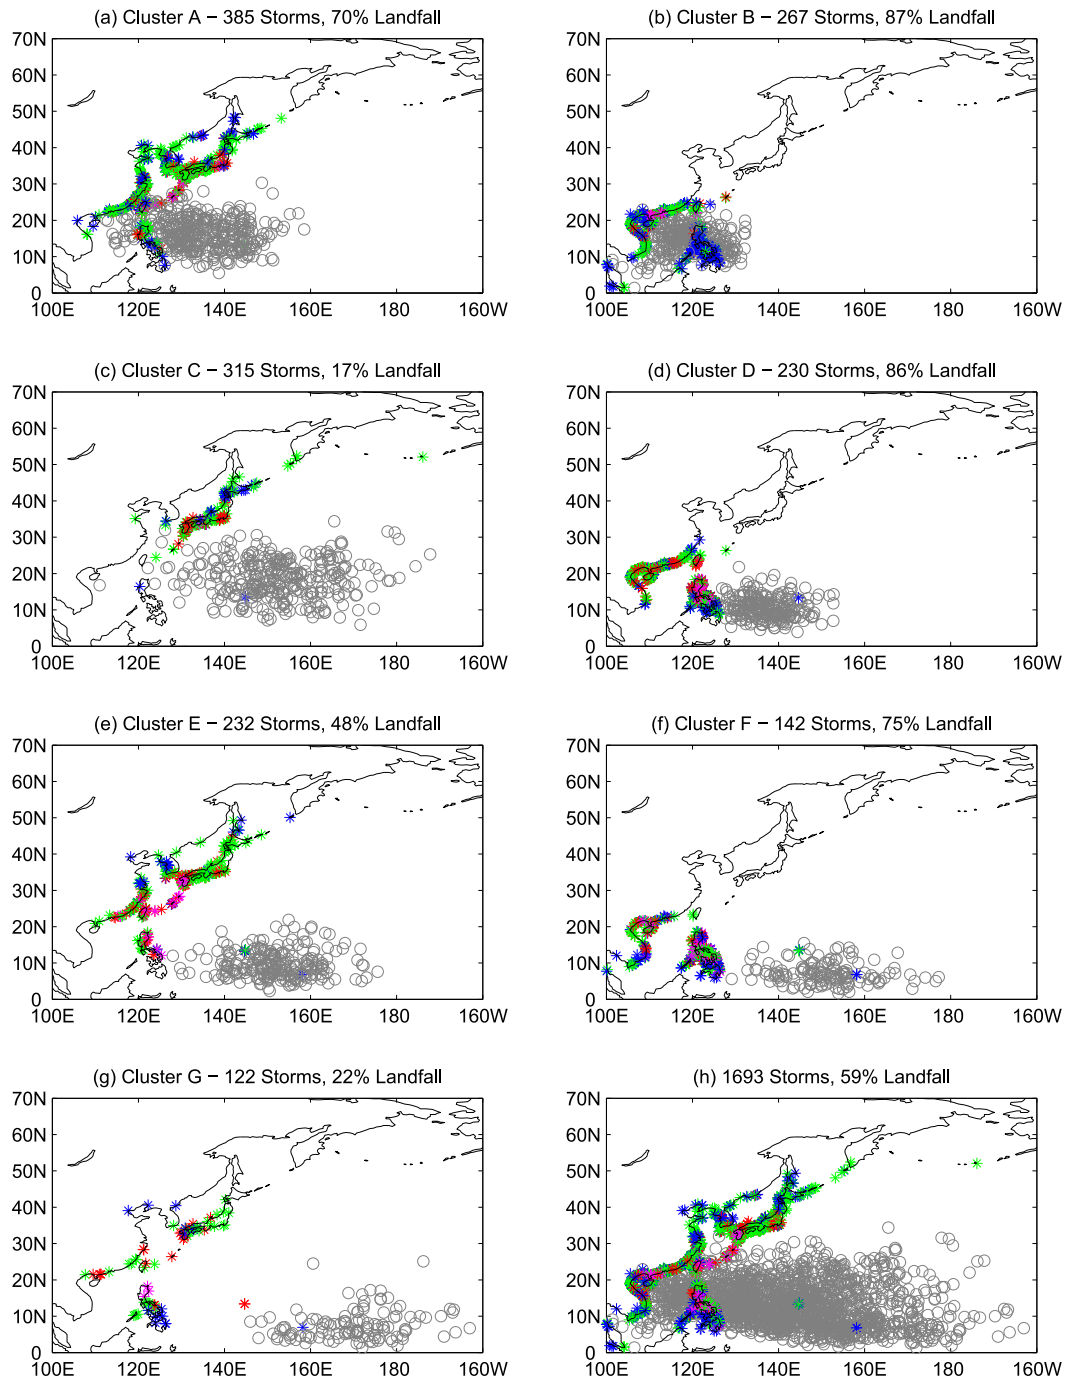 (a) Cluster A − 385 Storms, 70% Landfall
70N
60N
50N
40N
30N
20N
10N
0
100E 120E 140E 160E 180 160W
(b) Cluster B − 267 Storms, 87% Landfall
70N
60N
50N
40N
30N
20N
10N
0
100E 120E 140E 160E 180 160W
(c) Cluster C − 315 Storms, 17% Landfall
70N
60N
50N
40N
30N
20N
10N
0
100E 120E 140E 160E 180 160W
(d) Cluster D − 230 Storms, 86% Landfall
70N
60N
50N
40N
30N
20N
10N
0
100E 120E 140E 160E 180 160W
(e) Cluster E − 232 Storms, 48% Landfall
70N
60N
50N
40N
30N
20N
10N
0
100E 120E 140E 160E 180 160W
(f) Cluster F − 142 Storms, 75% Landfall
70N
60N
50N
40N
30N
20N
10N
0
100E 120E 140E 160E 180 160W
(g) Cluster G − 122 Storms, 22% Landfall
70N
60N
50N
40N
30N
20N
10N
0
100E 120E 140E 160E 180 160W
(h) 1693 Storms, 59% Landfall
70N
60N
50N
40N
30N
20N
10N
0
100E 120E 140E 160E 180 160W